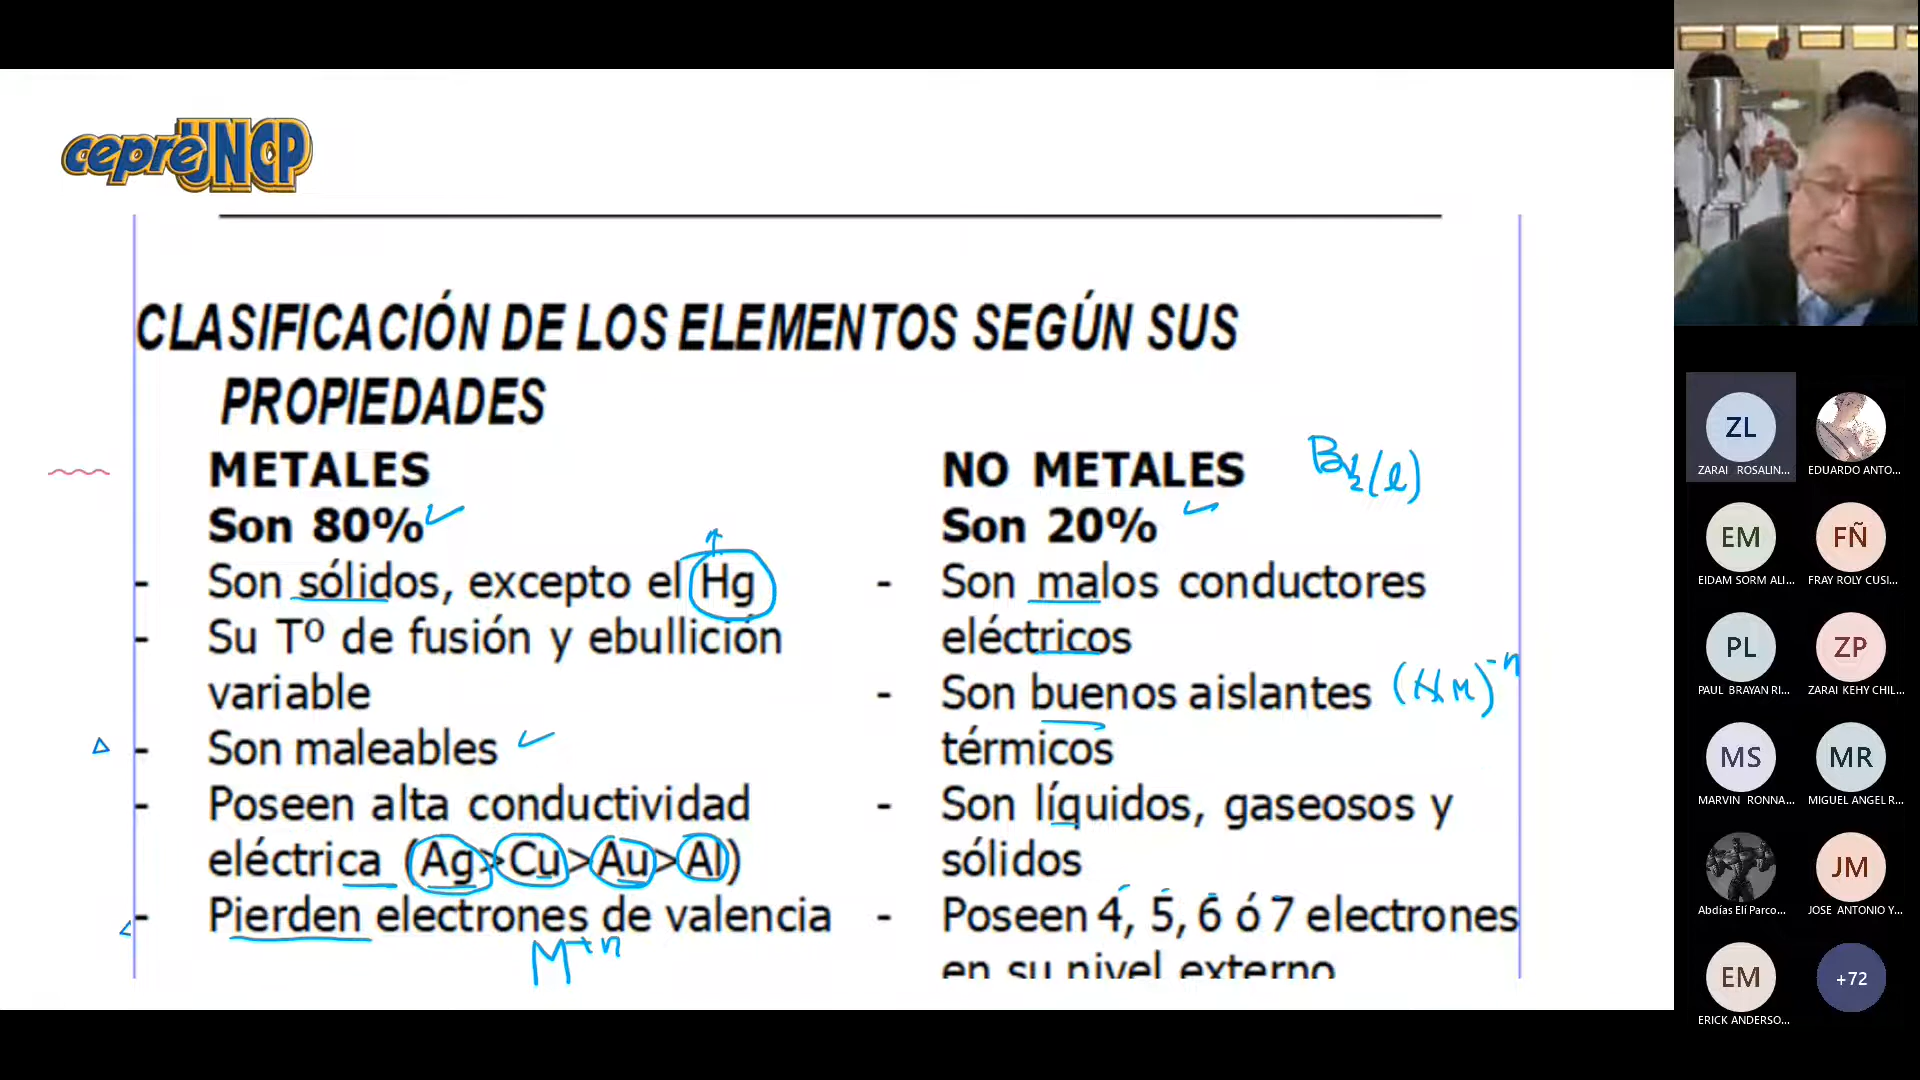 cepreUNCP
CLASIFICACIÓN DE LOS ELEMENTOS SEGÚN SUS
PROPIEDADES
METALES
Son 80%
- Son sólidos, excepto el Hg
- Su Tº de fusión y ebullición
variable
- Son maleables
- Poseen alta conductividad
eléctrica (Ag>Cu>Au>Al)
- Pierden electrones de valencia
M+n
NO METALES
Br2(l)
Son 20%
- Son malos conductores
eléctricos
- Son buenos aislantes
(NM)-n
térmicos
- Son líquidos, gaseosos y
sólidos
- Poseen 4, 5, 6 ó 7 electrones
en su nivel externo
ZL
ZARAI ROSALIN...
EDUARDO ANTO...
EM
EIDAM SORM ALI...
FÑ
FRAY ROLY CUSI...
PL
PAUL BRAYAN RI...
ZP
ZARAI KEHY CHIL...
MS
MARVIN RONNA...
MR
MIGUEL ANGEL R...
Abdías Elí Parco...
JM
JOSE ANTONIO Y...
EM
ERICK ANDERSO...
+72